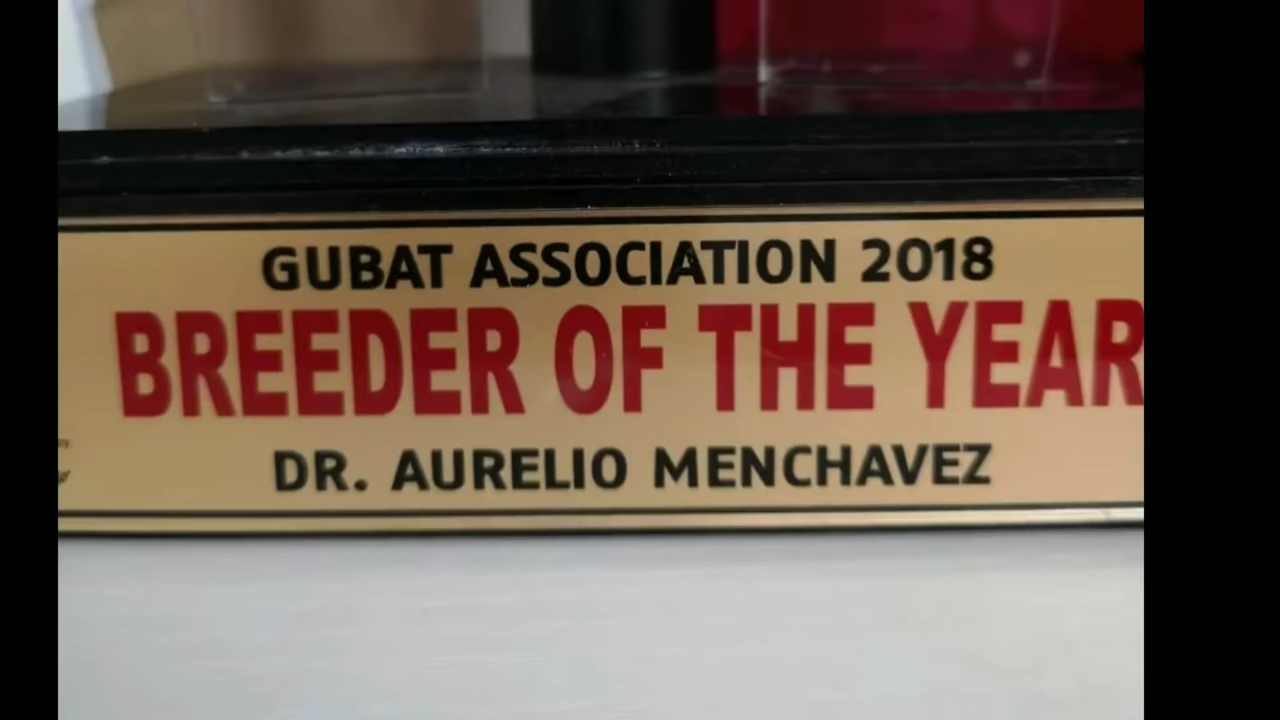 GUBAT ASSOCIATION 2018
BREEDER OF THE YEAR
DR. AURELIO MENCHAVEZ